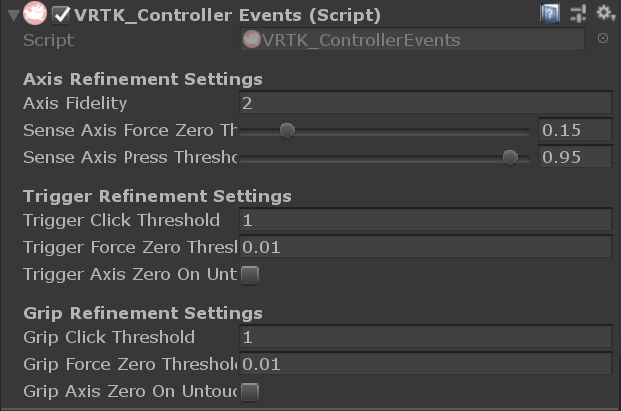 VRTK_Controller Events (Script)
Script VRTK_ControllerEvents
Axis Refinement Settings
Axis Fidelity 2
Sense Axis Force Zero Th 0.15
Sense Axis Press Thresho 0.95
Trigger Refinement Settings
Trigger Click Threshold 1
Trigger Force Zero Thresl 0.01
Trigger Axis Zero On Unt
Grip Refinement Settings
Grip Click Threshold 1
Grip Force Zero Threshold 0.01
Grip Axis Zero On Untouc